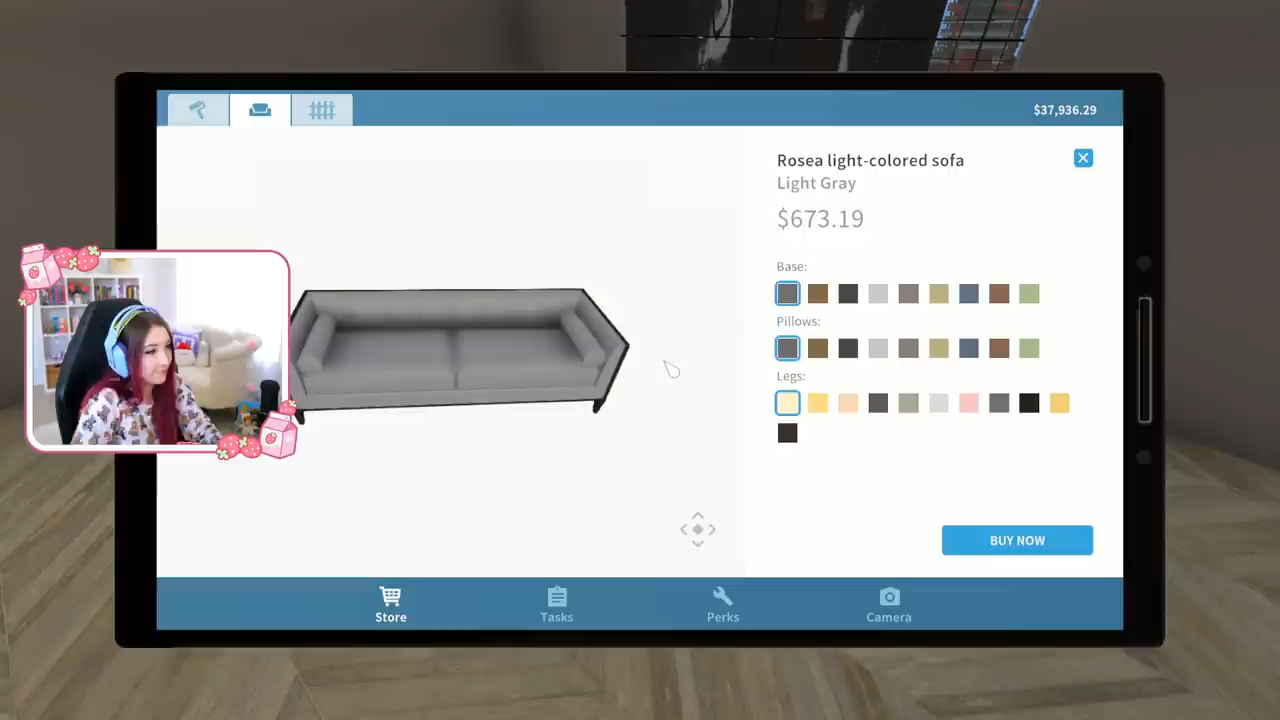 $37,936.29
Rosea light-colored sofa
Light Gray
$673.19
Base:
Pillows:
Legs:
BUY NOW
Store
Tasks
Perks
Camera